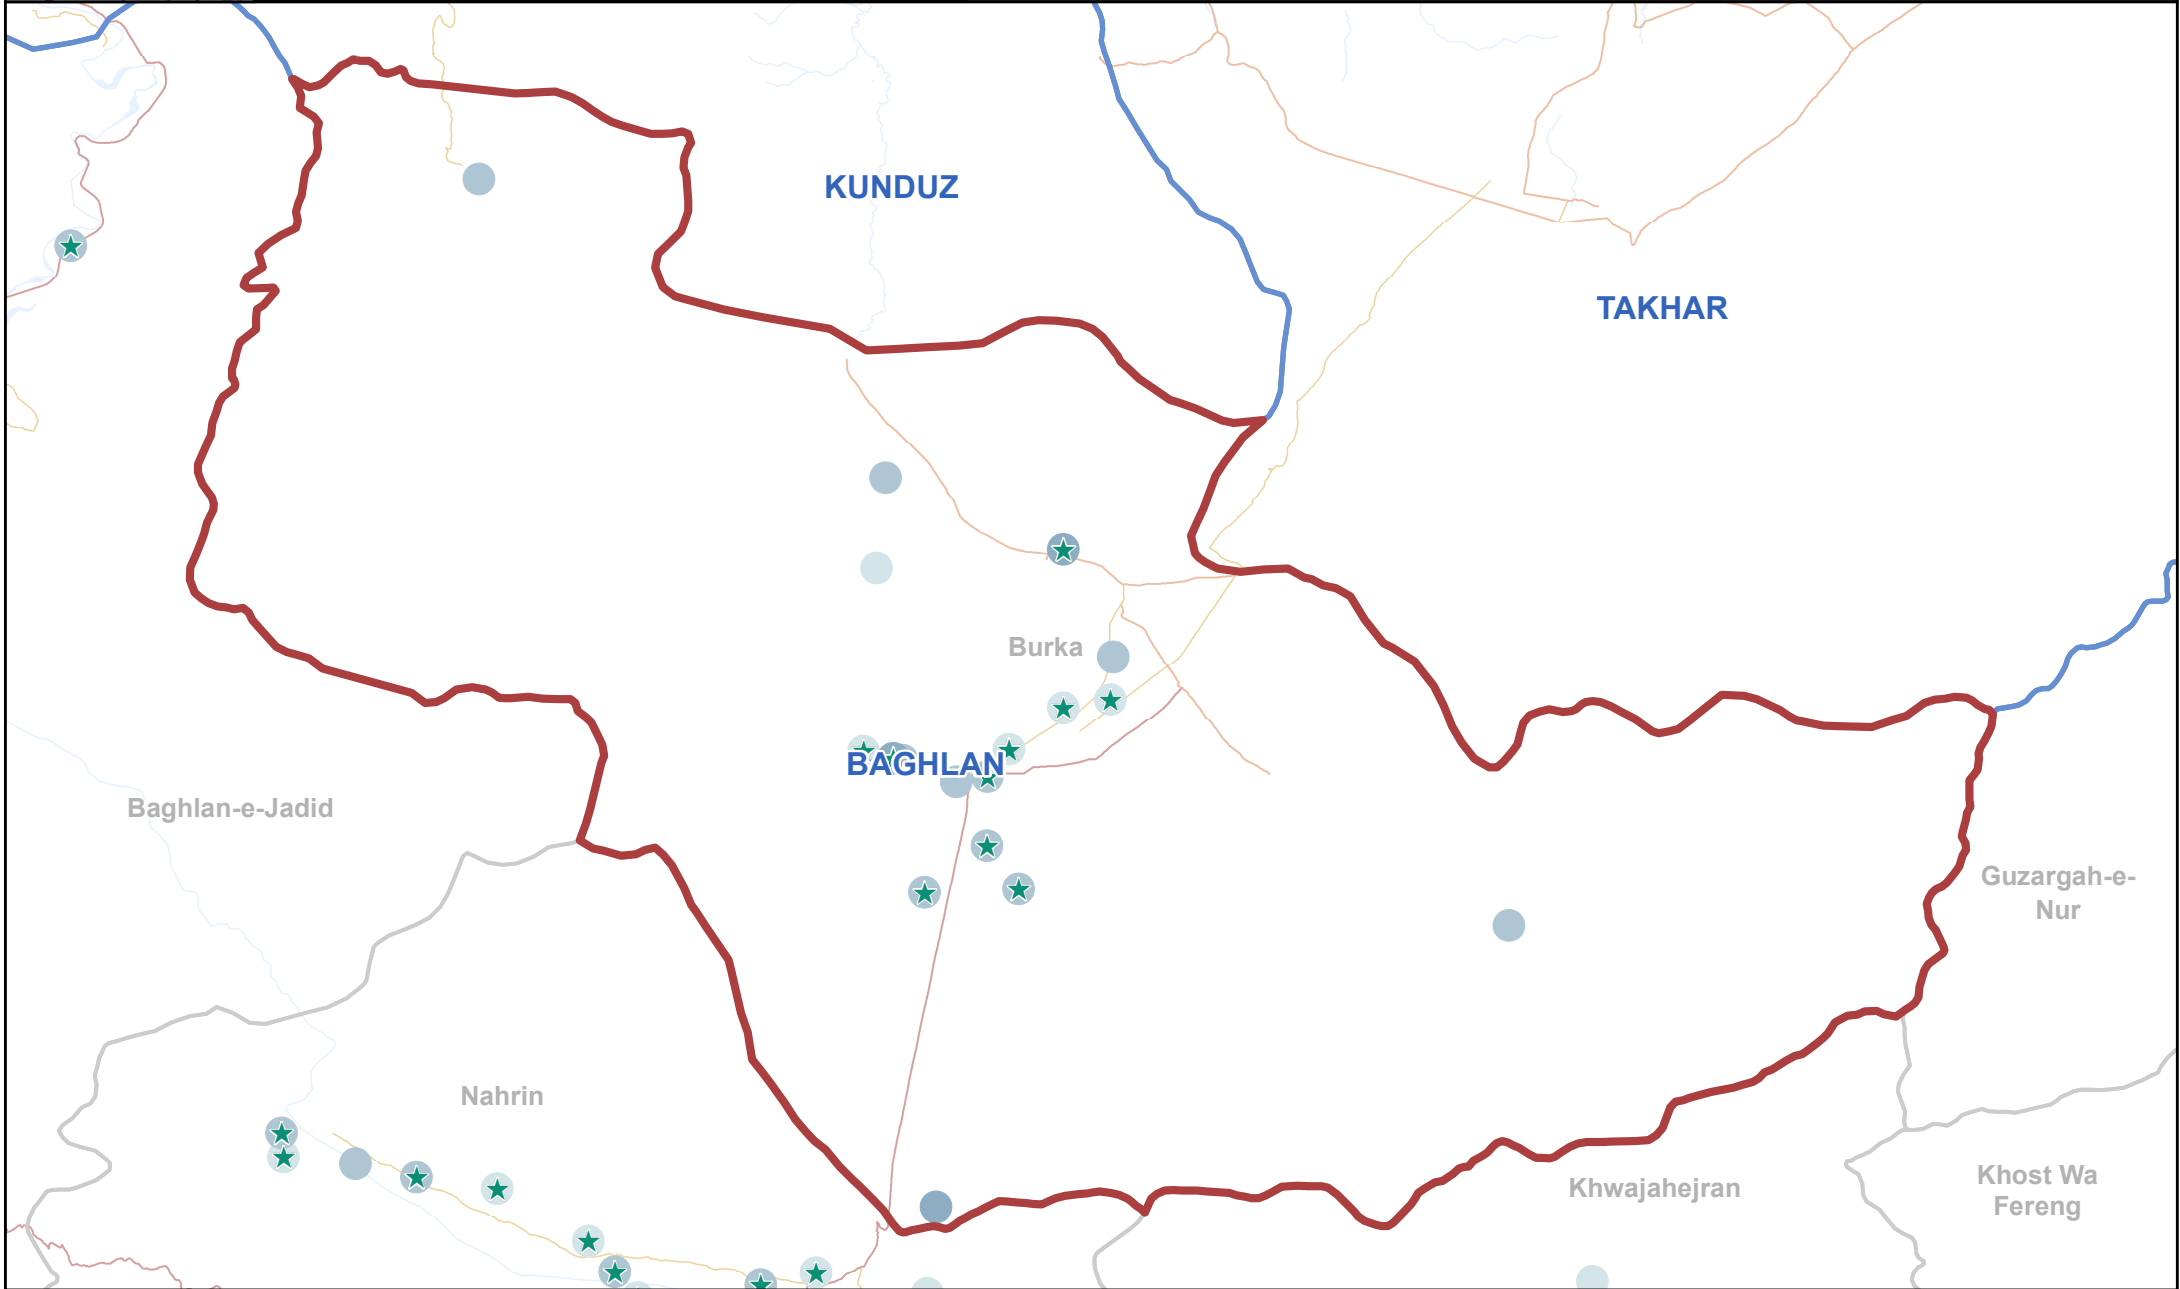 KUNDUZ
TAKHAR
Burka
BAGHLAN
Baghlan-e-Jadid
Guzargah-e-
Nur
Nahrin
Khwajahejran
Khost Wa
Fereng